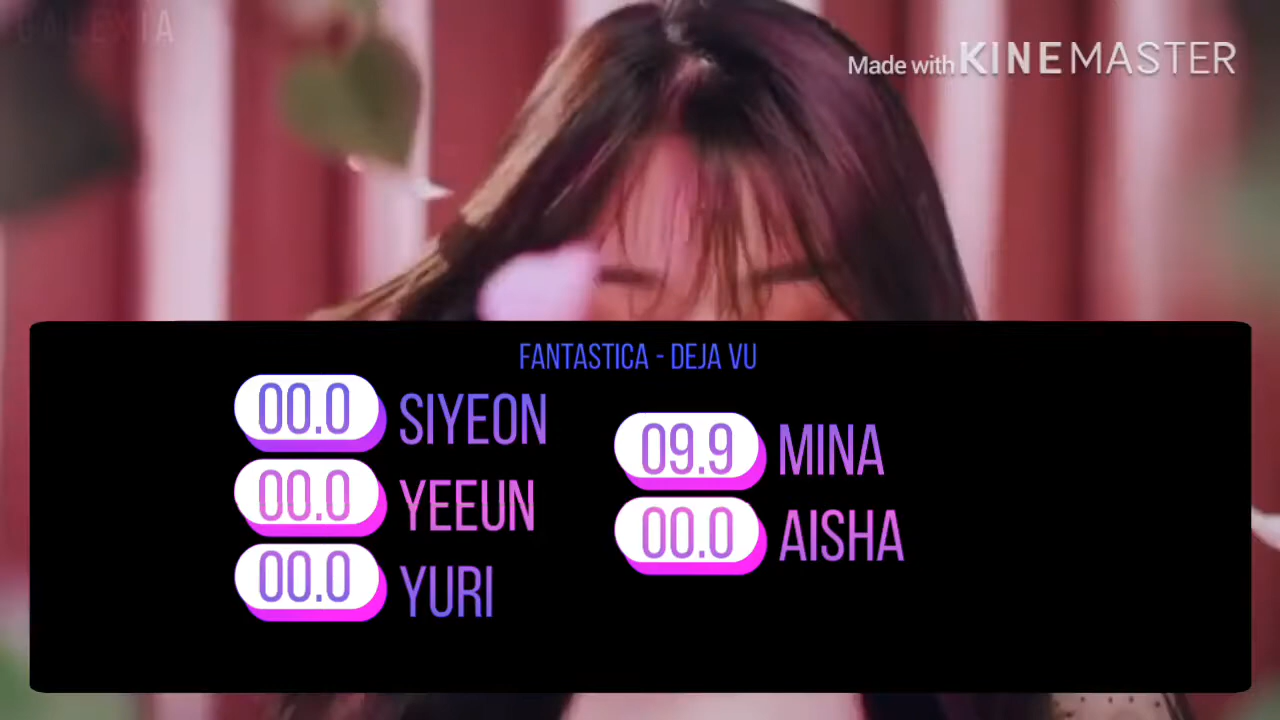 GALEXIA
Made with KINEMASTER
FANTASTICA - DEJA VU
00.0 SIYEON
00.0 YEEUN
00.0 YURI
09.9 MINA
00.0 AISHA